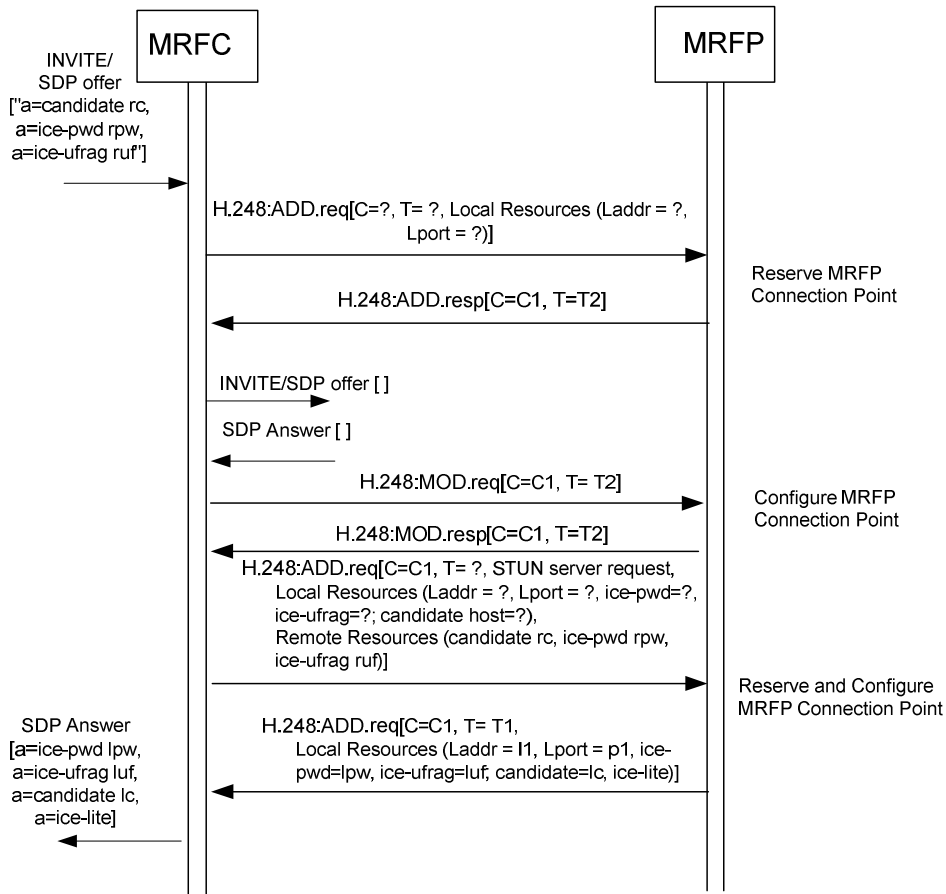 MRFC
MRFP
INVITE/
SDP offer
["a=candidate rc,
a=ice-pwd rpw,
a=ice-ufrag ruf"]
H.248:ADD.req[C=?, T= ?, Local Resources (Laddr = ?,
Lport = ?)]
Reserve MRFP
Connection Point
H.248:ADD.resp[C=C1, T=T2]
INVITE/SDP offer [ ]
SDP Answer [ ]
H.248:MOD.req[C=C1, T= T2]
Configure MRFP
Connection Point
H.248:MOD.resp[C=C1, T=T2]
H.248:ADD.req[C=C1, T= ?, STUN server request,
Local Resources (Laddr = ?, Lport = ?, ice-pwd=?,
ice-ufrag=?; candidate host=?),
Remote Resources (candidate rc, ice-pwd rpw,
ice-ufrag ruf)]
Reserve and Configure
MRFP Connection Point
H.248:ADD.req[C=C1, T= T1,
Local Resources (Laddr = l1, Lport = p1, ice-
pwd=lpw, ice-ufrag=luf; candidate=lc, ice-lite)]
SDP Answer
[a=ice-pwd lpw,
a=ice-ufrag luf,
a=candidate lc,
a=ice-lite]